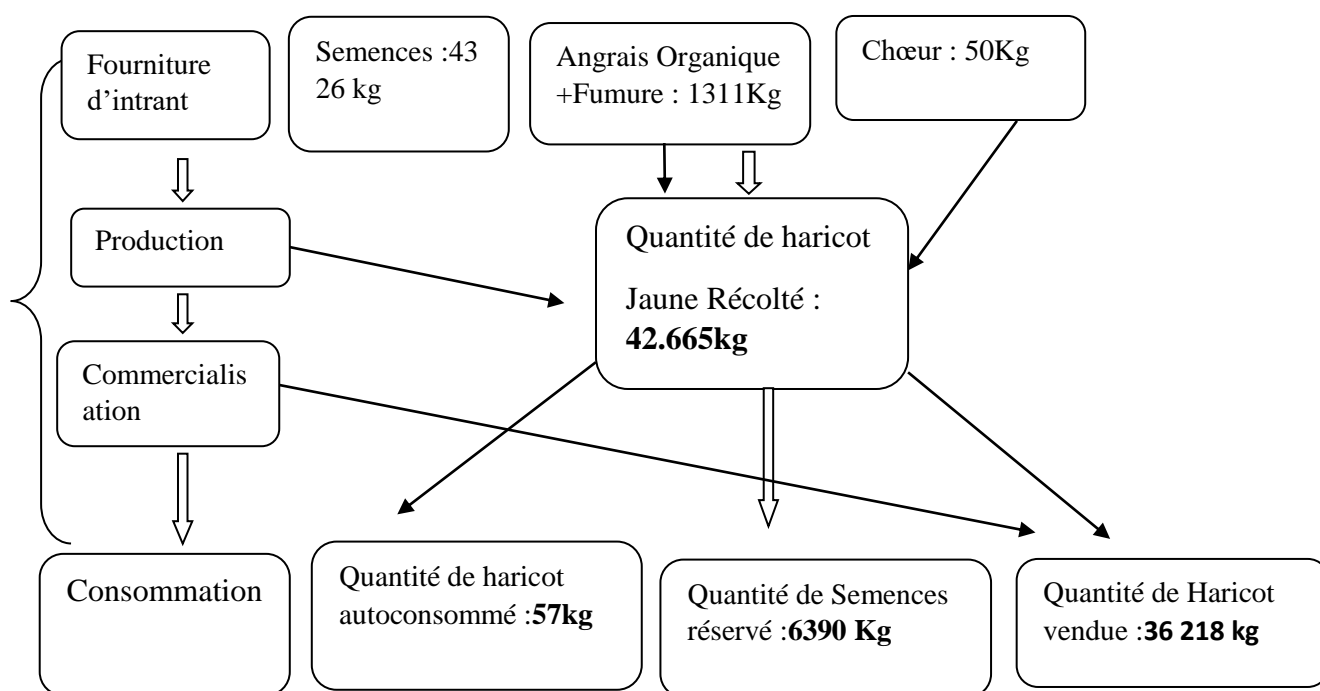 Fourniture
d’intrant
Semences :43
26 kg
Angrais Organique
+Fumure : 1311Kg
Chœur : 50Kg
Production
Quantité de haricot
Jaune Récolté :
42.665kg
Commercialis
ation
Consommation
Quantité de haricot
autoconsommé :57kg
Quantité de Semences
réservé :6390 Kg
Quantité de Haricot
vendue :36 218 kg